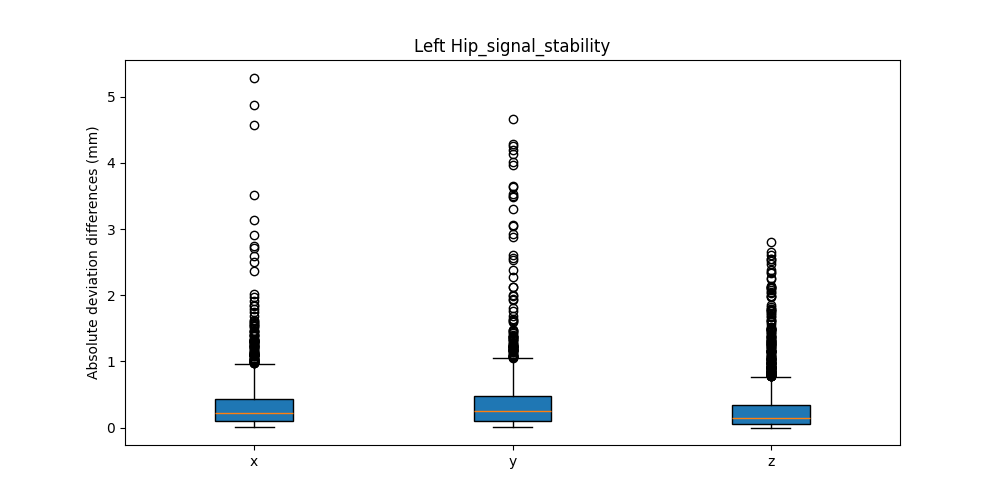 Left Hip_signal_stability
Absolute deviation differences (mm)
5
4
3
2
1
0
x
y
z